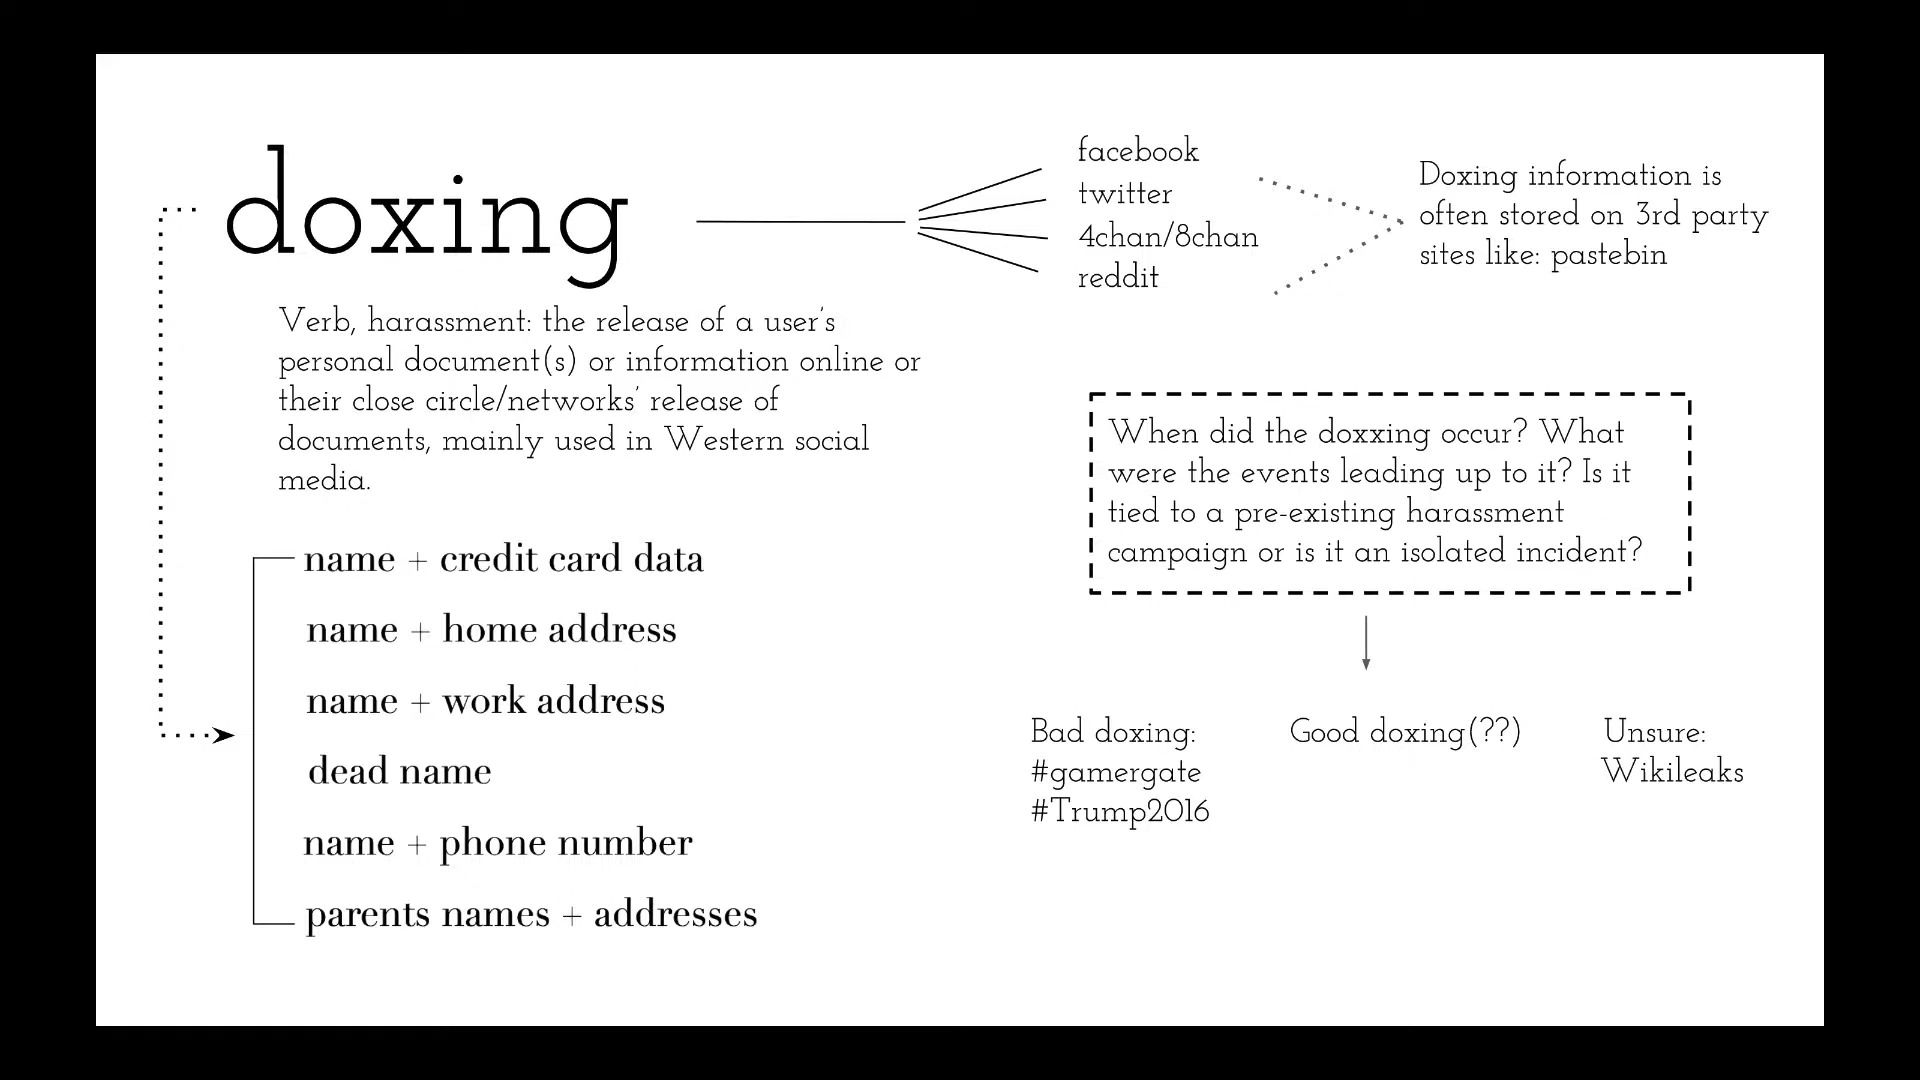 doxing
Verb, harassment: the release of a user's
personal document(s) or information online or
their close circle/networks' release of
documents, mainly used in Western social
media.
name + credit card data
name + home address
name + work address
dead name
name + phone number
parents names + addresses
facebook
twitter
4chan/8chan
reddit
Doxing information is
often stored on 3rd party
sites like: pastebin
When did the doxxing occur? What
were the events leading up to it? Is it
tied to a pre-existing harassment
campaign or is it an isolated incident?
Bad doxing:
#gamergate
#Trump2016
Good doxing(??)
Unsure:
Wikileaks